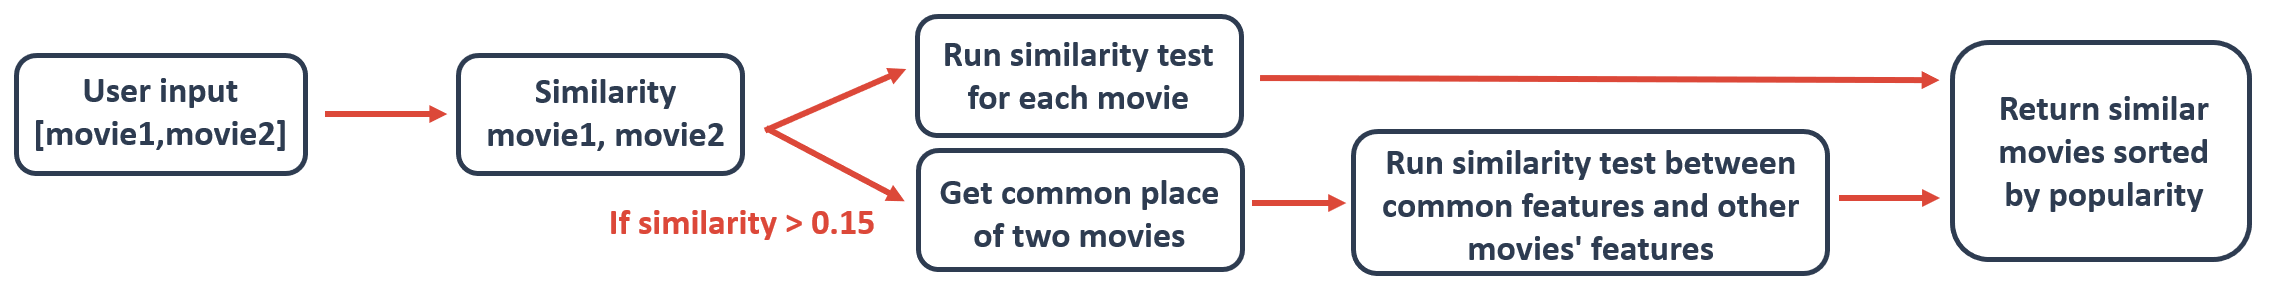 User input
[movie1,movie2]
Similarity
movie1, movie2
If similarity > 0.15
Run similarity test
for each movie
Get common place
of two movies
Run similarity test between
common features and other
movies' features
Return similar
movies sorted
by popularity